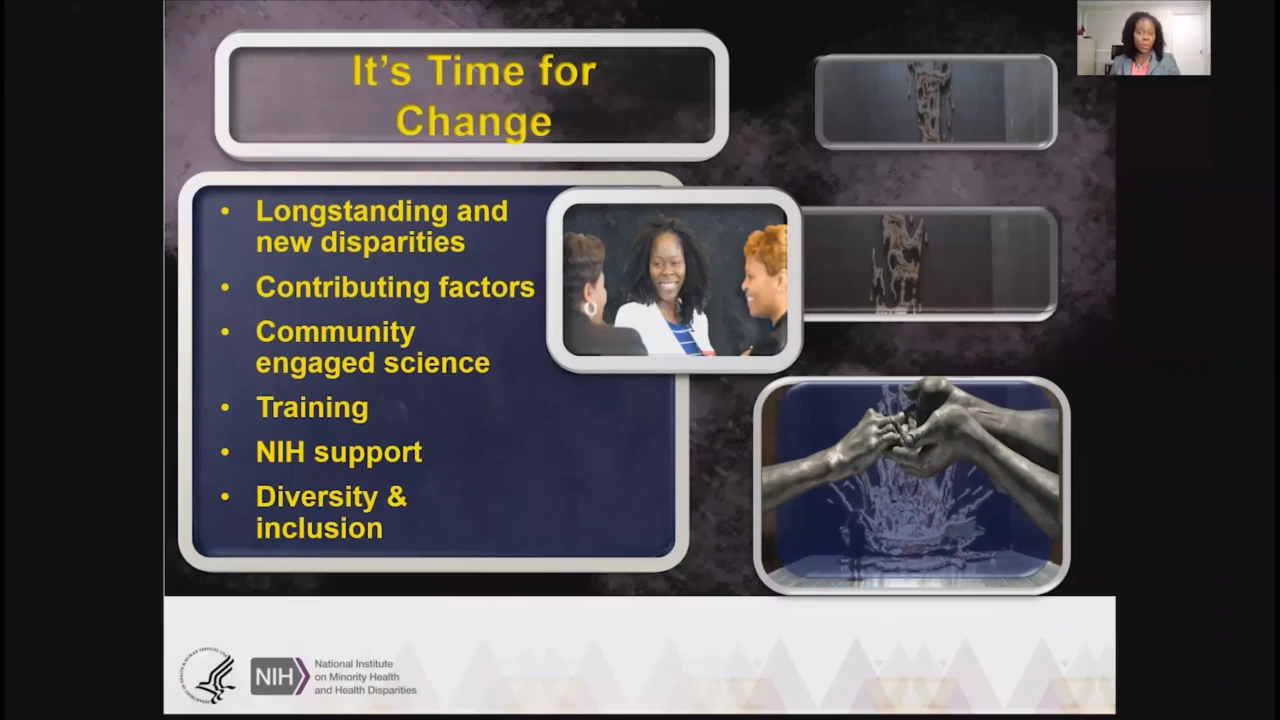 It's Time for
Change
• Longstanding and
new disparities
• Contributing factors
• Community
engaged science
• Training
• NIH support
• Diversity &
inclusion
NIH
National Institute
on Minority Health
and Health Disparities